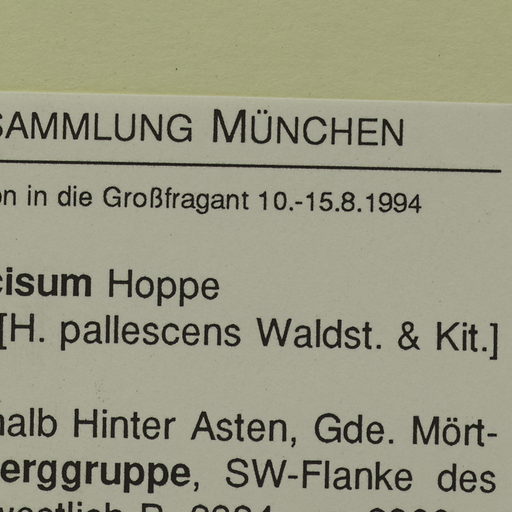 SAMMLUNG MÜNCHEN
in die Großfragant 10.-15.8.1994
cisum Hoppe
[H. pallescens Waldst. & Kit.]
halb Hinter Asten, Gde. Mört-
erggruppe, SW-Flanke des